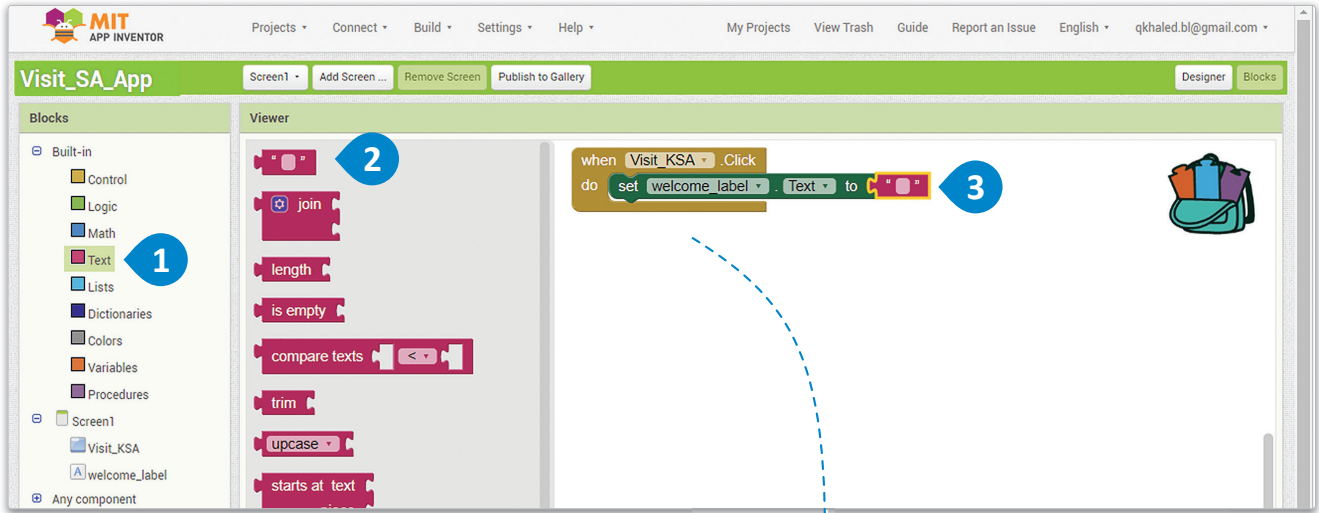 MIT
APP INVENTOR
Projects Connect Build Settings Help My Projects View Trash Guide Report an Issue English qkhaled.bl@gmail.com
Visit_SA_App Screen1 Add Screen ... Remove Screen Publish to Gallery Designer Blocks
Blocks
Built-in
Control
Logic
Math
Text
1
Lists
Dictionaries
Colors
Variables
Procedures
Screen1
Visit_KSA
A welcome_label
Any component
Viewer
“ ”
2
join
length
is empty
compare texts <
trim
upcase
starts at text
when Visit_KSA .Click
do set welcome_label . Text to “ ”
3